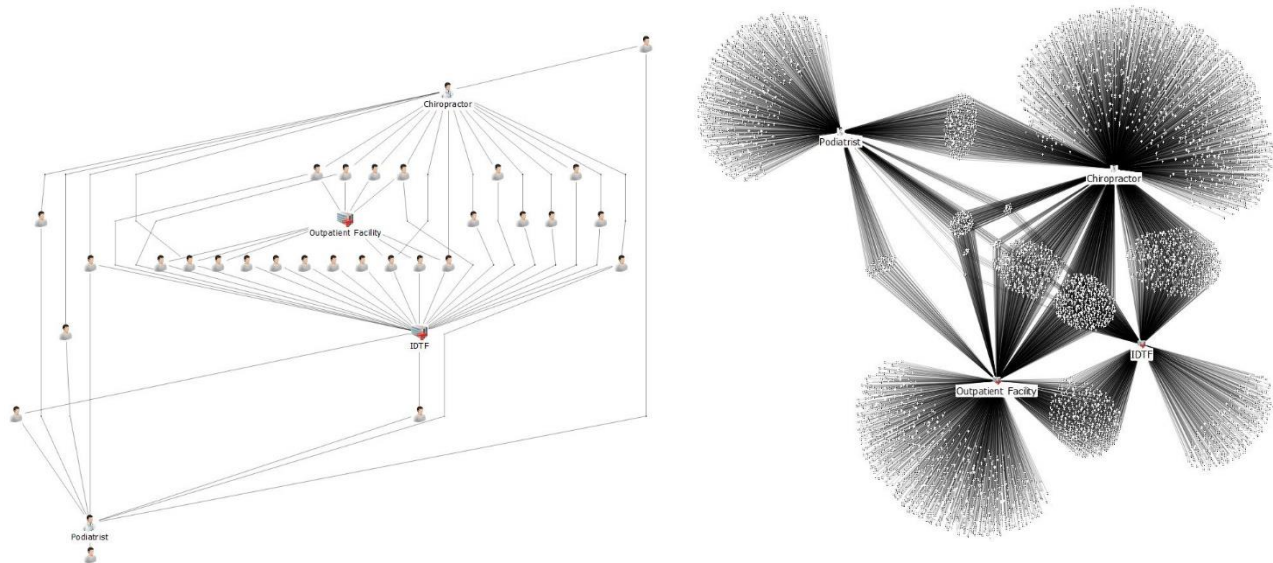 Chiropractor
Outpatient Facility
IDTF
Podiatrist
Podiatrist
Chiropractor
IDTF
Outpatient Facility